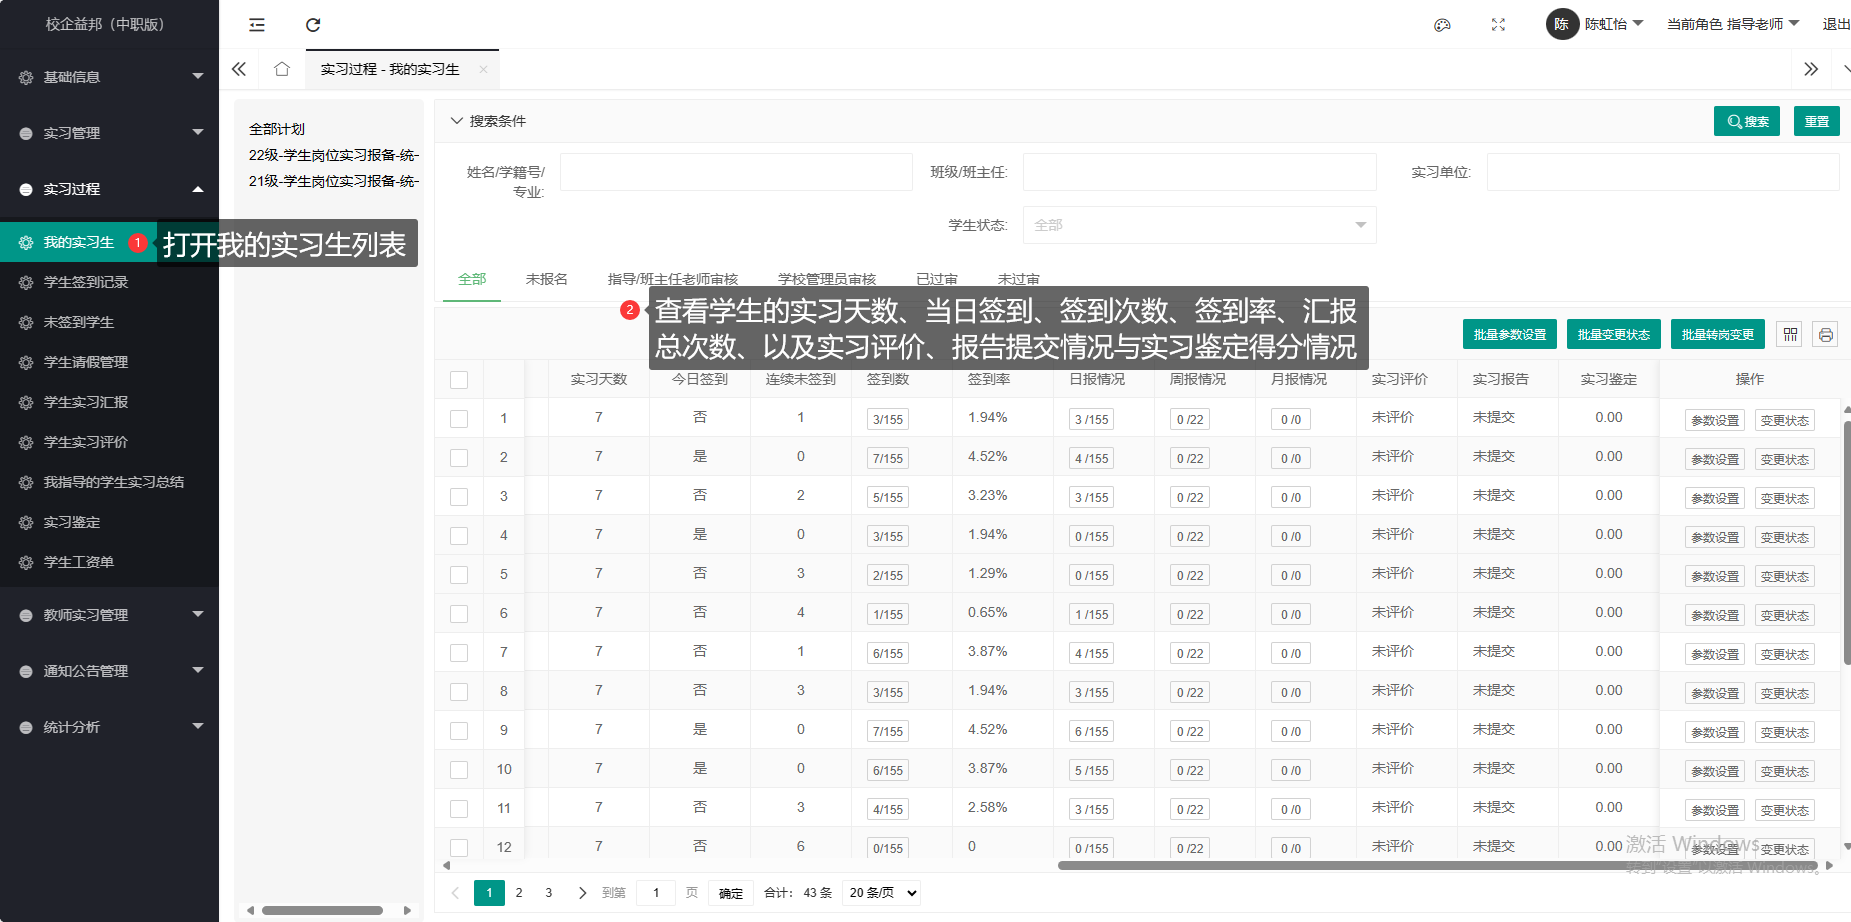 校企益邦（中职版）
陈 陈虹怡 当前角色 指导老师 退出
基础信息
实习管理
实习过程
我的实习生 1
学生签到记录
未签到学生
学生请假管理
学生实习汇报
学生实习评价
我指导的学生实习总结
实习鉴定
学生工资单
教师实习管理
通知公告管理
统计分析
实习过程 - 我的实习生
全部计划
22级-学生岗位实习报备-统一
21级-学生岗位实习报备-统一
打开我的实习生列表
搜索条件 搜索 重置
姓名/学籍号/专业: 班级/班主任: 实习单位:
学生状态: 全部
全部 未报名 指导/班主任老师审核 学校管理员审核 已过审 未过审
2 查看学生的实习天数、当日签到、签到次数、签到率、汇报
总次数、以及实习评价、报告提交情况与实习鉴定得分情况
批量参数设置 批量变更状态 批量转岗变更
实习天数 今日签到 连续未签到 签到数 签到率 日报情况 周报情况 月报情况 实习评价 实习报告 实习鉴定 操作
1 7 否 1 3/155 1.94% 3 /155 0 /22 0 /0 未评价 未提交 0.00 参数设置 变更状态
2 7 是 0 7/155 4.52% 4 /155 0 /22 0 /0 未评价 未提交 0.00 参数设置 变更状态
3 7 否 2 5/155 3.23% 3 /155 0 /22 0 /0 未评价 未提交 0.00 参数设置 变更状态
4 7 是 0 3/155 1.94% 0 /155 0 /22 0 /0 未评价 未提交 0.00 参数设置 变更状态
5 7 否 3 2/155 1.29% 0 /155 0 /22 0 /0 未评价 未提交 0.00 参数设置 变更状态
6 7 否 4 1/155 0.65% 1 /155 0 /22 0 /0 未评价 未提交 0.00 参数设置 变更状态
7 7 否 1 6/155 3.87% 4 /155 0 /22 0 /0 未评价 未提交 0.00 参数设置 变更状态
8 7 否 3 3/155 1.94% 3 /155 0 /22 0 /0 未评价 未提交 0.00 参数设置 变更状态
9 7 是 0 7/155 4.52% 6 /155 0 /22 0 /0 未评价 未提交 0.00 参数设置 变更状态
10 7 是 0 6/155 3.87% 5 /155 0 /22 0 /0 未评价 未提交 0.00 参数设置 变更状态
11 7 否 3 4/155 2.58% 3 /155 0 /22 0 /0 未评价 未提交 0.00 参数设置 变更状态
12 7 否 6 0/155 0 0 /155 0 /22 0 /0 未评价 未提交 0.00 参数设置 变更状态
激活 Windows
转到"设置"以激活 Windows。
1 2 3 到第 1 页 确定 合计： 43 条 20 条/页